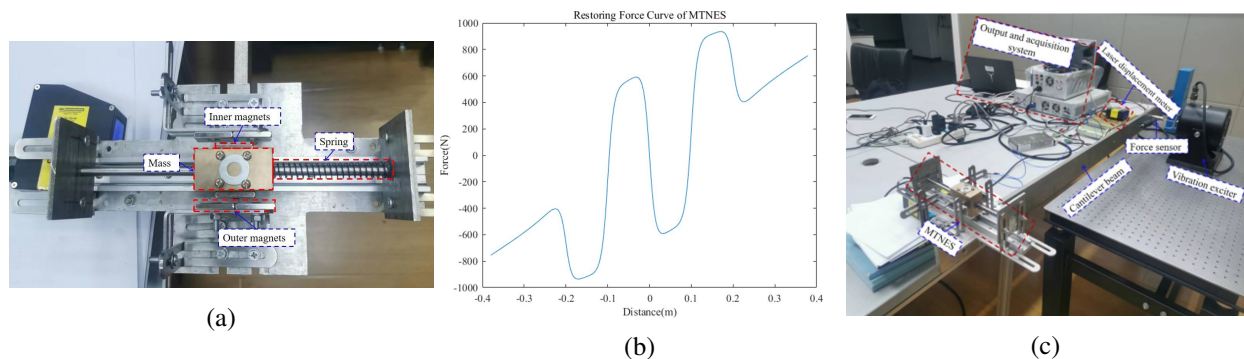 Inner magnets
Spring
Mass
Outer magnets
(a)
Restoring Force Curve of MTNES
Force(N)
1000
800
600
400
200
0
-200
-400
-600
-800
-1000
-0.4
-0.3
-0.2
-0.1
0
0.1
0.2
0.3
0.4
Distance(m)
(b)
Output and acquisition
system
Laser displacement meter
Force sensor
Vibration exciter
Cantilever beam
MTNES
(c)